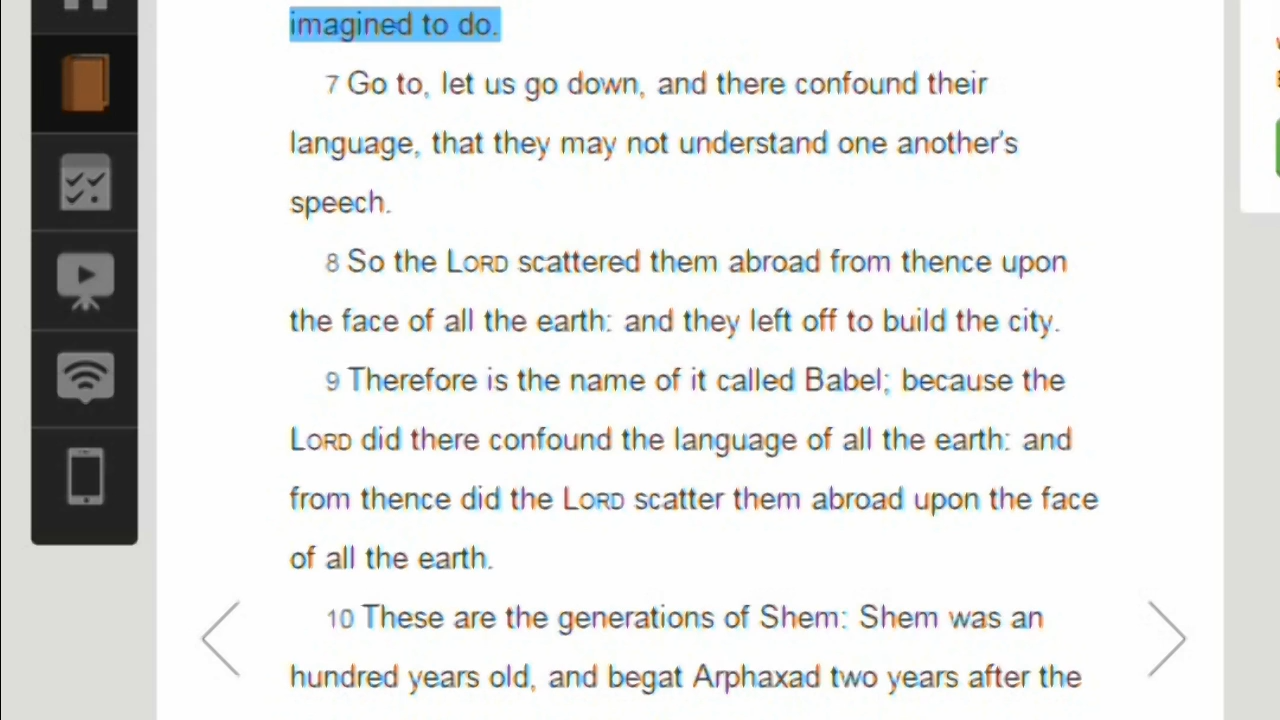 imagined to do.
7 Go to, let us go down, and there confound their
language, that they may not understand one another's
speech.
8 So the LORD scattered them abroad from thence upon
the face of all the earth: and they left off to build the city.
9 Therefore is the name of it called Babel; because the
LORD did there confound the language of all the earth: and
from thence did the LORD scatter them abroad upon the face
of all the earth.
10 These are the generations of Shem: Shem was an
hundred years old, and begat Arphaxad two years after the